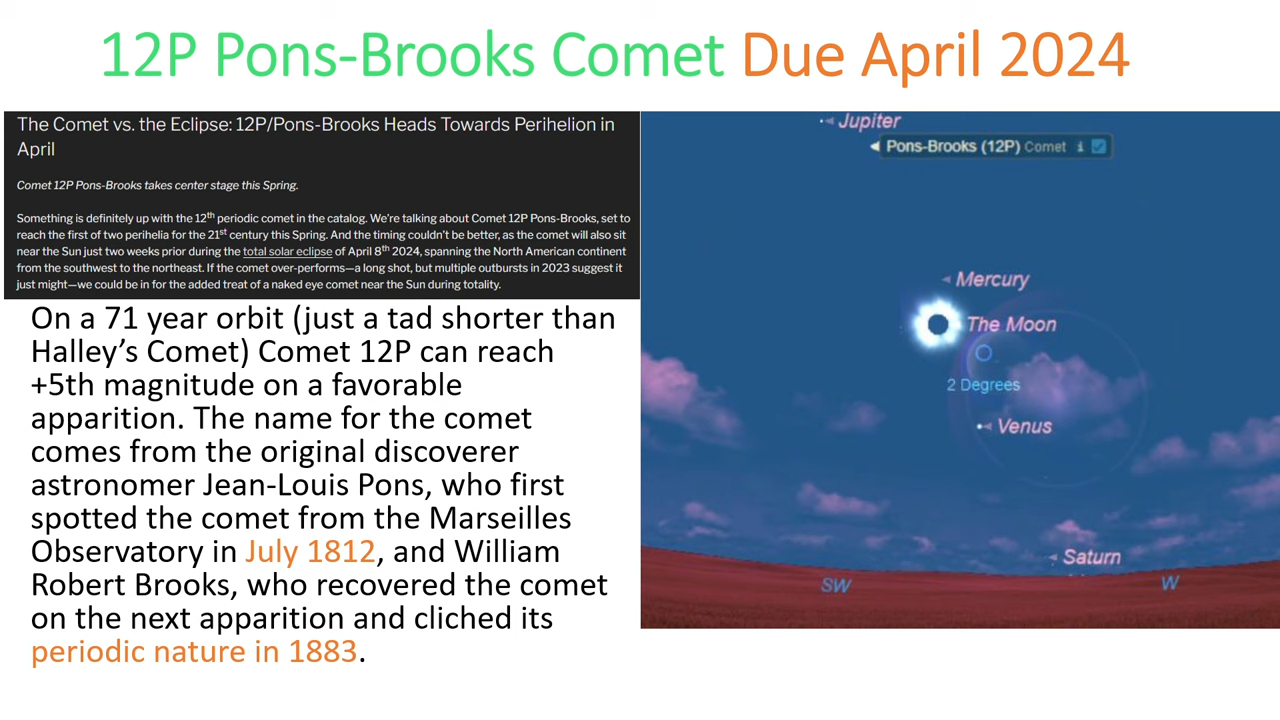 12P Pons-Brooks Comet Due April 2024
The Comet vs. the Eclipse: 12P/Pons-Brooks Heads Towards Perihelion in
April
Comet 12P Pons-Brooks takes center stage this Spring.
Something is definitely up with the 12th periodic comet in the catalog. We're talking about Comet 12P Pons-Brooks, set to
reach the first of two perihelia for the 21st century this Spring. And the timing couldn't be better, as the comet will also sit
near the Sun just two weeks prior during the total solar eclipse of April 8th 2024, spanning the North American continent
from the southwest to the northeast. If the comet over-performs—a long shot, but multiple outbursts in 2023 suggest it
just might—we could be in for the added treat of a naked eye comet near the Sun during totality.
On a 71 year orbit (just a tad shorter than
Halley's Comet) Comet 12P can reach
+5th magnitude on a favorable
apparition. The name for the comet
comes from the original discoverer
astronomer Jean-Louis Pons, who first
spotted the comet from the Marseilles
Observatory in July 1812, and William
Robert Brooks, who recovered the comet
on the next apparition and cliched its
periodic nature in 1883.
Jupiter
Pons-Brooks (12P) Comet i
Mercury
The Moon
2 Degrees
Venus
Saturn
SW
W